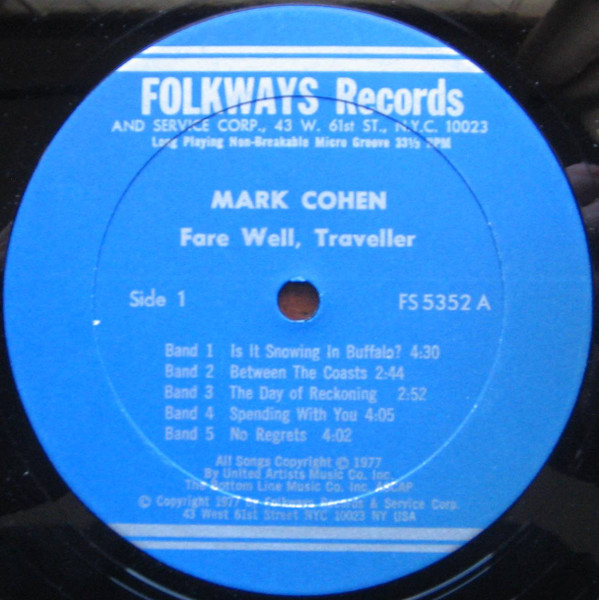 FOLKWAYS Records
AND SERVICE CORP., 43 W. 61st ST., N.Y.C. 10023
Long Playing Non-Breakable Micro Groove 33⅓ RPM
MARK COHEN
Fare Well, Traveller
Side 1 FS 5352 A
Band 1 Is It Snowing In Buffalo? 4:30
Band 2 Between The Coasts 2:44
Band 3 The Day of Reckoning 2:52
Band 4 Spending With You 4:05
Band 5 No Regrets 4:02
All Songs Copyright © 1977
By United Artists Music Co. Inc.
The Bottom Line Music Co. Inc. ASCAP
© Copyright 1977 by Folkways Records & Service Corp.
43 West 61st Street NYC 10023 NY USA